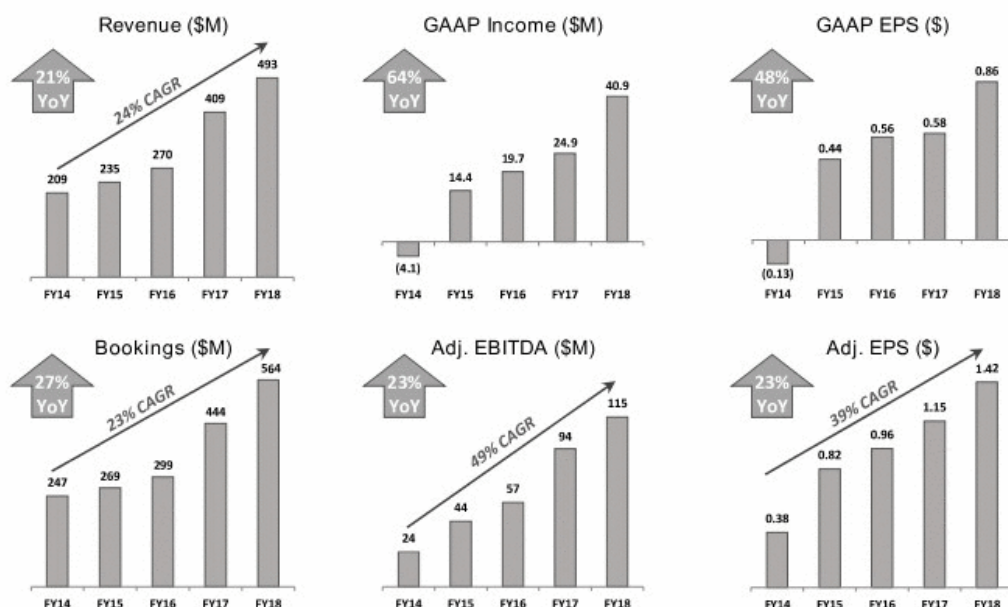 Revenue ($M)
21%
YoY
24% CAGR
209
235
270
409
493
FY14 FY15 FY16 FY17 FY18
GAAP Income ($M)
64%
YoY
(4.1)
14.4
19.7
24.9
40.9
FY14 FY15 FY16 FY17 FY18
GAAP EPS ($)
48%
YoY
(0.13)
0.44
0.56
0.58
0.86
FY14 FY15 FY16 FY17 FY18
Bookings ($M)
27%
YoY
23% CAGR
247
269
299
444
564
FY14 FY15 FY16 FY17 FY18
Adj. EBITDA ($M)
23%
YoY
49% CAGR
24
44
57
94
115
FY14 FY15 FY16 FY17 FY18
Adj. EPS ($)
23%
YoY
39% CAGR
0.38
0.82
0.96
1.15
1.42
FY14 FY15 FY16 FY17 FY18